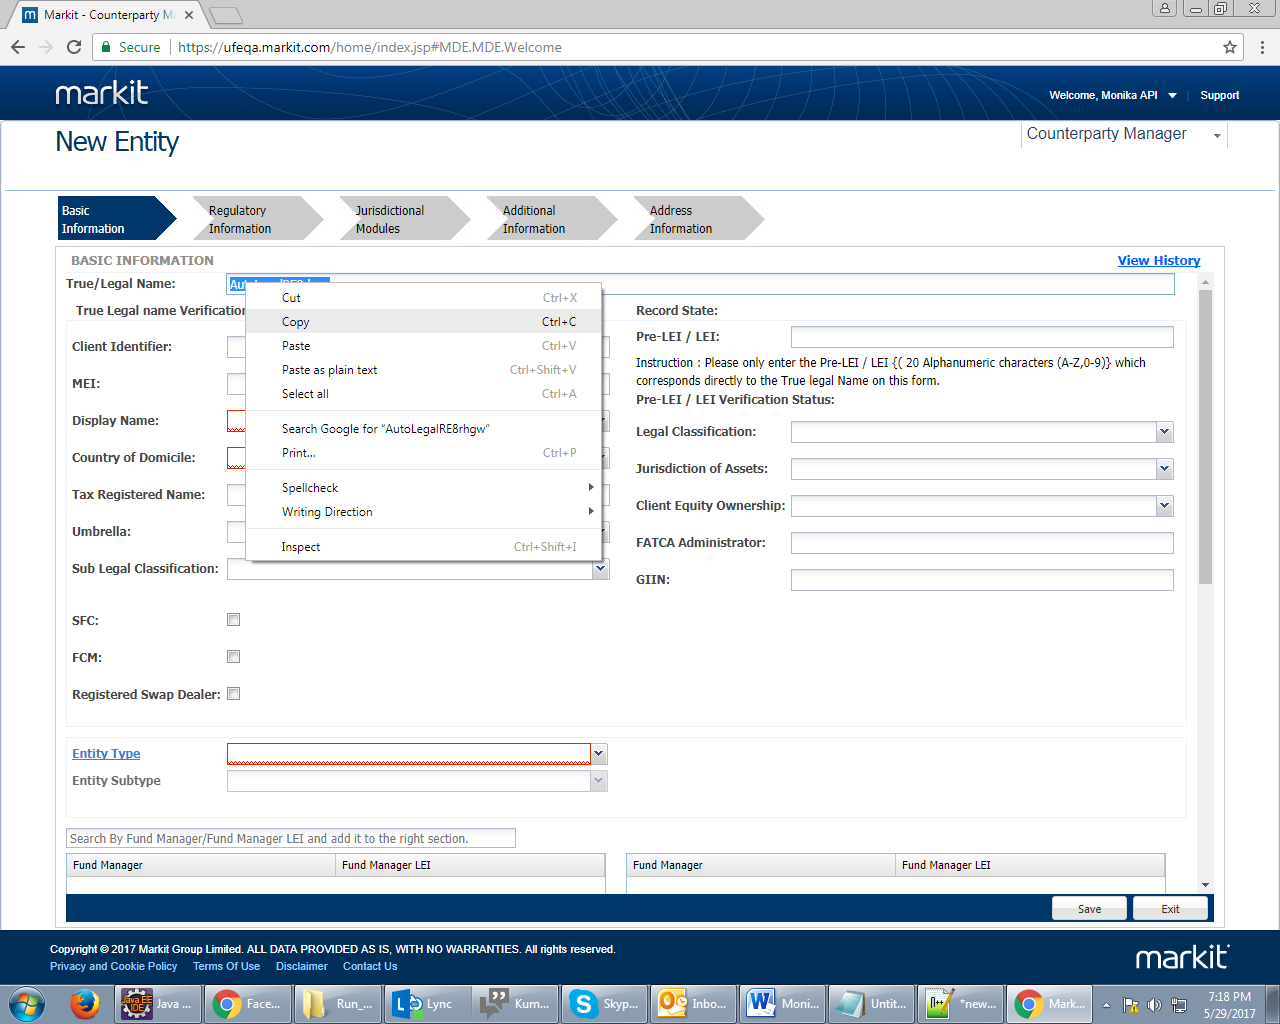 Markit - Counterparty M
Secure
https://ufeqa.markit.com/home/index.jsp#MDE.MDE.Welcome
markit
Welcome, Monika API
Support
New Entity
Counterparty Manager
Basic
Information
Regulatory
Information
Jurisdictional
Modules
Additional
Information
Address
Information
BASIC INFORMATION
View History
True/Legal Name:
True Legal name Verification
Record State:
Client Identifier:
Pre-LEI / LEI:
Instruction : Please only enter the Pre-LEI / LEI {( 20 Alphanumeric characters (A-Z,0-9)} which
corresponds directly to the True legal Name on this form.
MEI:
Pre-LEI / LEI Verification Status:
Display Name:
Legal Classification:
Country of Domicile:
Jurisdiction of Assets:
Tax Registered Name:
Client Equity Ownership:
Umbrella:
FATCA Administrator:
Sub Legal Classification:
GIIN:
Cut Ctrl+X
Copy Ctrl+C
Paste Ctrl+V
Paste as plain text Ctrl+Shift+V
Select all Ctrl+A
Search Google for “AutoLegalRE8rhgw”
Print... Ctrl+P
Spellcheck
Writing Direction
Inspect Ctrl+Shift+I
SFC:
FCM:
Registered Swap Dealer:
Entity Type
Entity Subtype
Search By Fund Manager/Fund Manager LEI and add it to the right section.
Fund Manager Fund Manager LEI
Fund Manager Fund Manager LEI
Save Exit
Copyright © 2017 Markit Group Limited. ALL DATA PROVIDED AS IS, WITH NO WARRANTIES. All rights reserved.
Privacy and Cookie Policy Terms Of Use Disclaimer Contact Us
markit
Java ...
Face...
Run_...
Lync
Kum...
Skyp...
Inbo...
Moni...
Untit...
*new...
Mark...
7:18 PM
5/29/2017